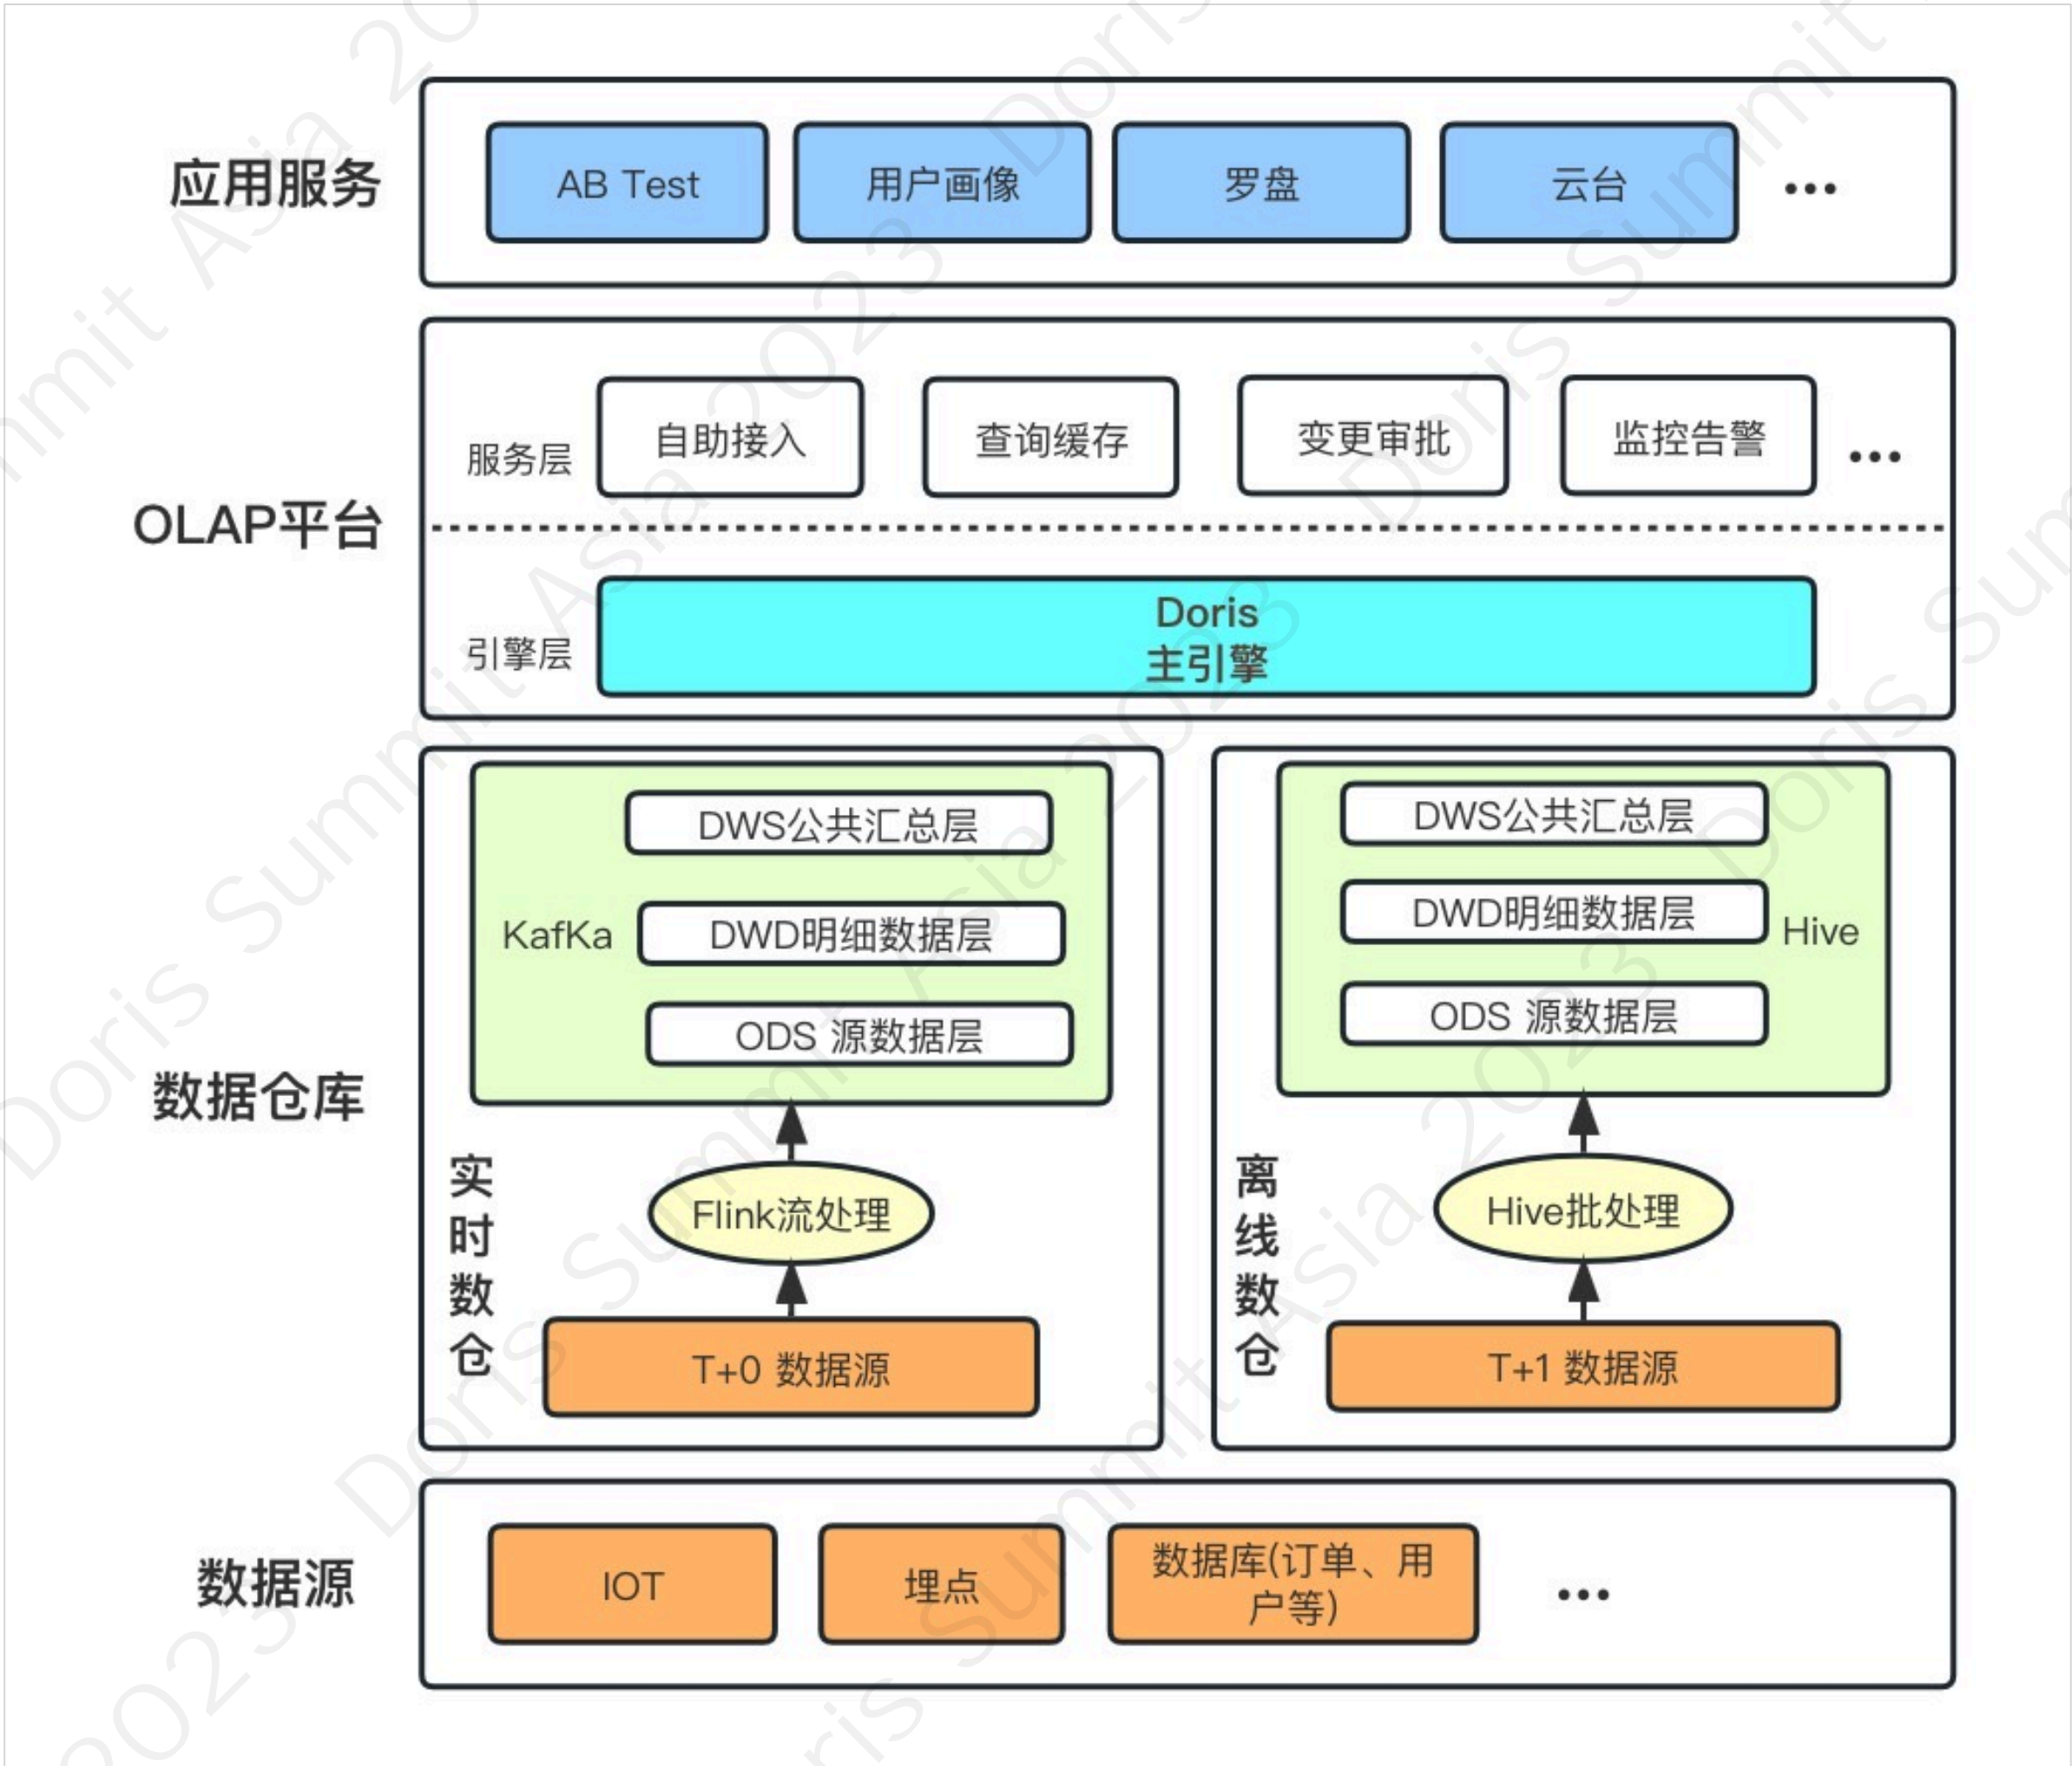 应用服务
AB Test
用户画像
罗盘
云台
...
OLAP平台
服务层
自助接入
查询缓存
变更审批
监控告警
...
引擎层
Doris
主引擎
数据仓库
KafKa
DWS公共汇总层
DWD明细数据层
ODS 源数据层
实时数仓
Flink流处理
T+0 数据源
DWS公共汇总层
DWD明细数据层
Hive
ODS 源数据层
离线数仓
Hive批处理
T+1 数据源
数据源
IOT
埋点
数据库(订单、用
户等)
...
Doris Summit Asia 2023